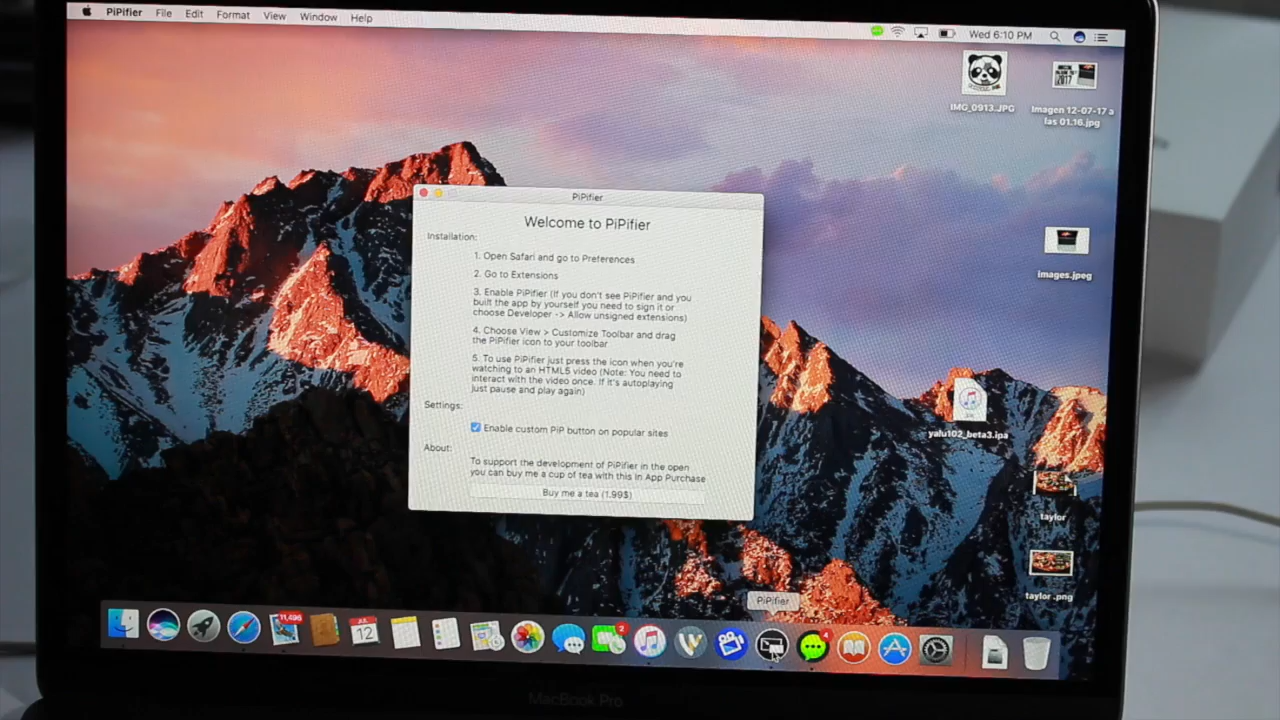 PiPifier File Edit Format View Window Help
Wed 6:10 PM
IMG_0913.JPG
Imagen 12-07-17 a
las 01.16.jpg
2017
images.jpeg
PiPifier
Welcome to PiPifier
Installation:
1. Open Safari and go to Preferences
2. Go to Extensions
3. Enable PiPifier (If you don't see PiPifier and you
built the app by yourself you need to sign it or
choose Developer -> Allow unsigned extensions)
4. Choose View > Customize Toolbar and drag
the PiPifier icon to your toolbar
5. To use PiPifier just press the icon when you're
watching to an HTML5 video (Note: You need to
interact with the video once. If it's autoplaying
just pause and play again)
Settings:
Enable custom PiP button on popular sites
About:
To support the development of PiPifier in the open
you can buy me a cup of tea with this in App Purchase
Buy me a tea (1.99$)
yalu102_beta3.ipa
taylor
taylor .png
PiPifier
11,496
JUL
12
2
4
MacBook Pro